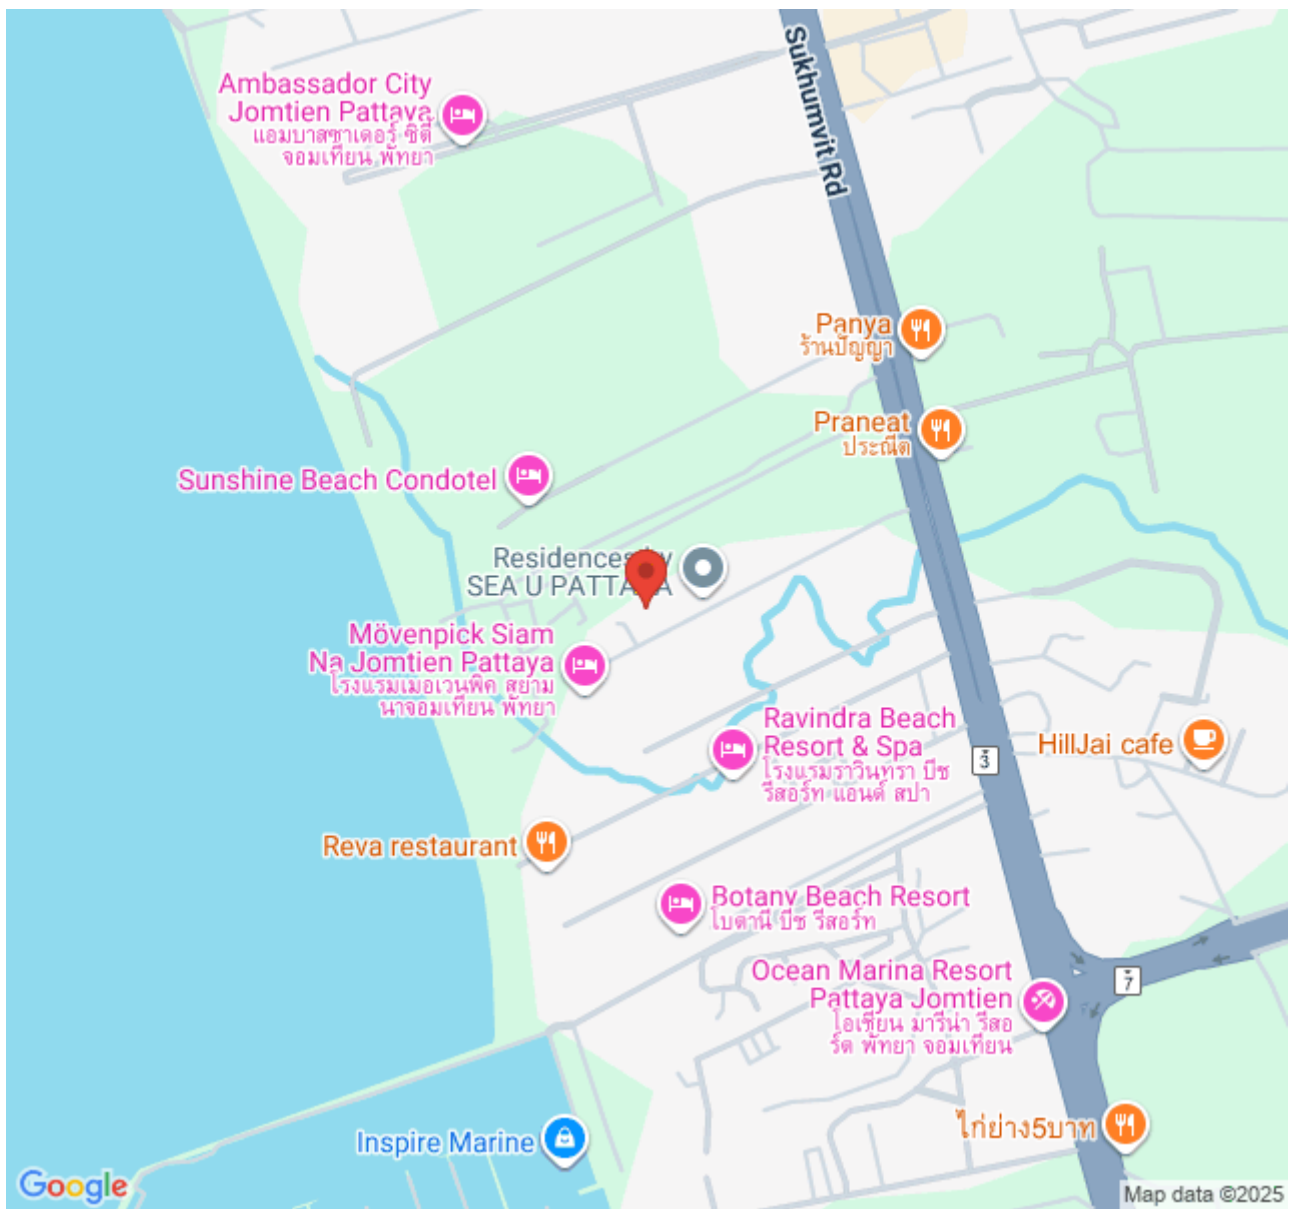 Sukhumvit Rd
Ambassador City
Jomtien Pattaya
แอมบาสซาเดอร์ ซิตี้
จอมเทียน พัทยา
Panya
ร้านปัญญา
Praneat
ประณีต
Sunshine Beach Condotel
Residences by
SEA U PATTAYA
Mövenpick Siam
Na Jomtien Pattaya
โรงแรมเมอเวนพิค สยาม
นาจอมเทียน พัทยา
Ravindra Beach
Resort & Spa
โรงแรมราวินทรา บีช
รีสอร์ท แอนด์ สปา
3
HillJai cafe
Reva restaurant
Botany Beach Resort
โบตานี บีช รีสอร์ท
Ocean Marina Resort
Pattaya Jomtien
โอเชียน มารีน่า รีสอ
ร์ต พัทยา จอมเทียน
7
ไก่ย่าง5บาท
Inspire Marine
Google
Map data ©2025